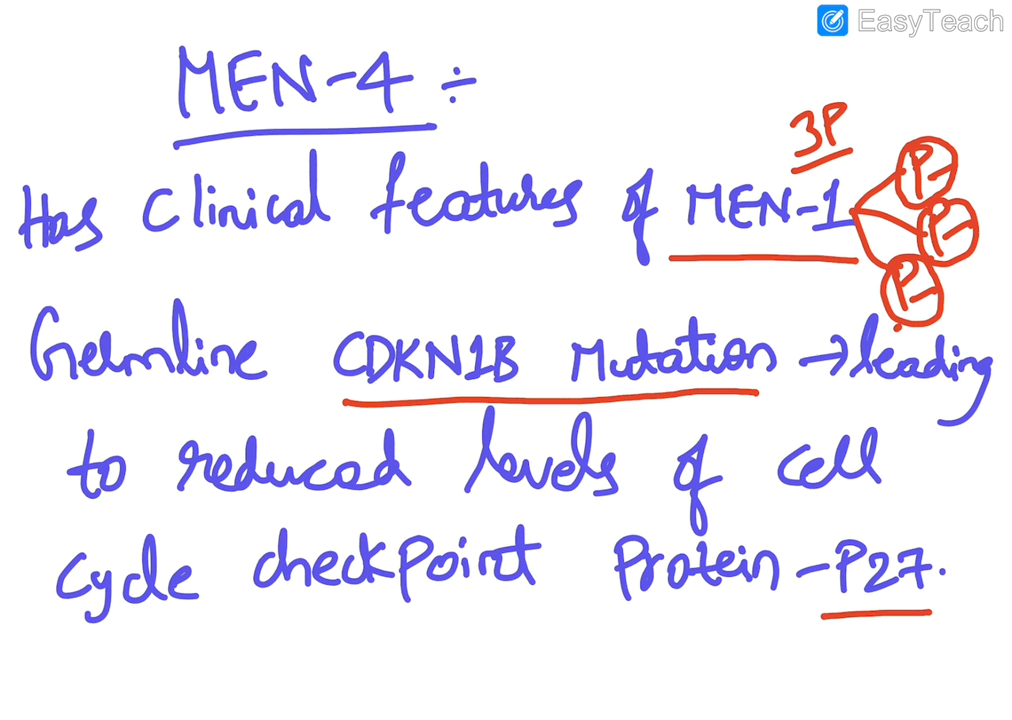 EasyTeach
MEN-4 ÷
3P
Has Clinical features of MEN-1
P-
P-
P-
Germline CDKN1B Mutation → leading
to reduced levels of cell
cycle checkpoint Protein - P27.